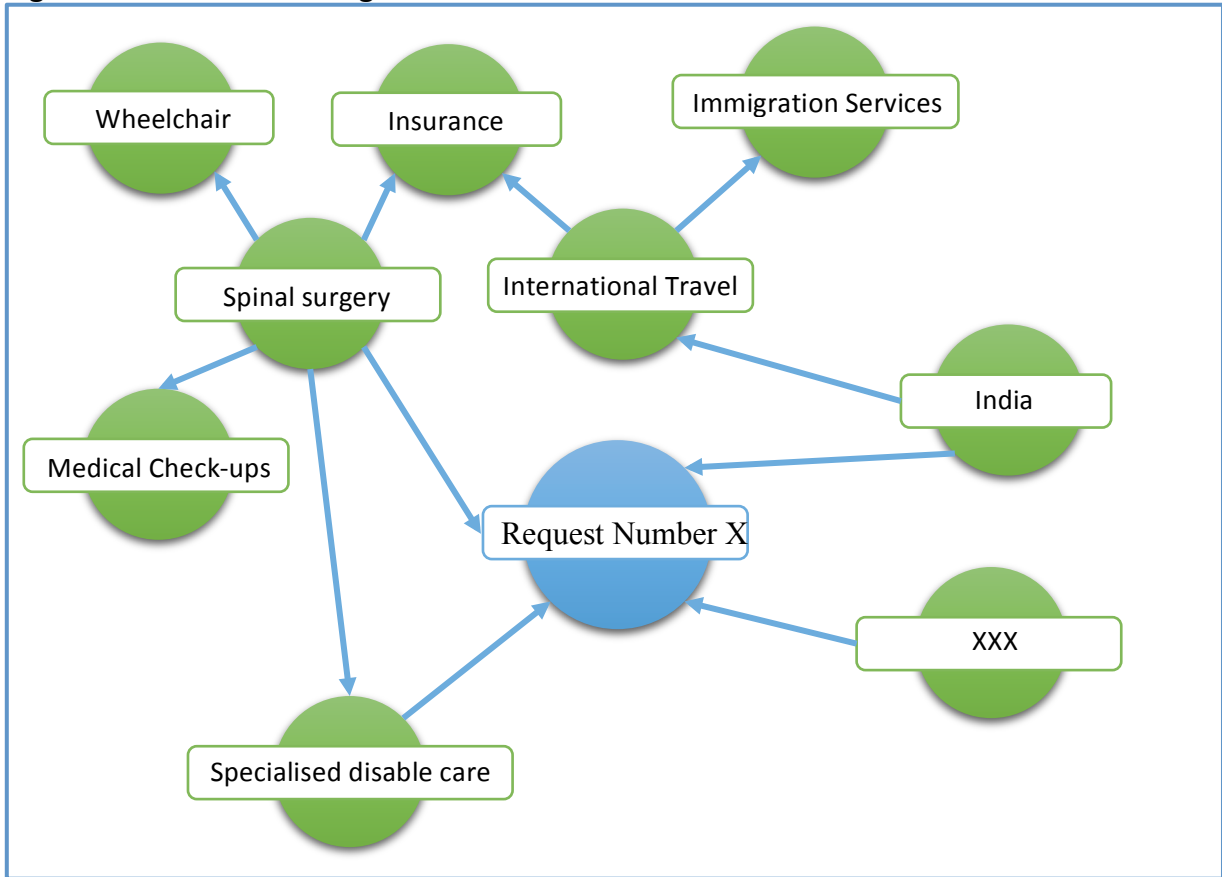 Wheelchair
Insurance
Immigration Services
Spinal surgery
International Travel
India
Medical Check-ups
Request Number X
XXX
Specialised disable care